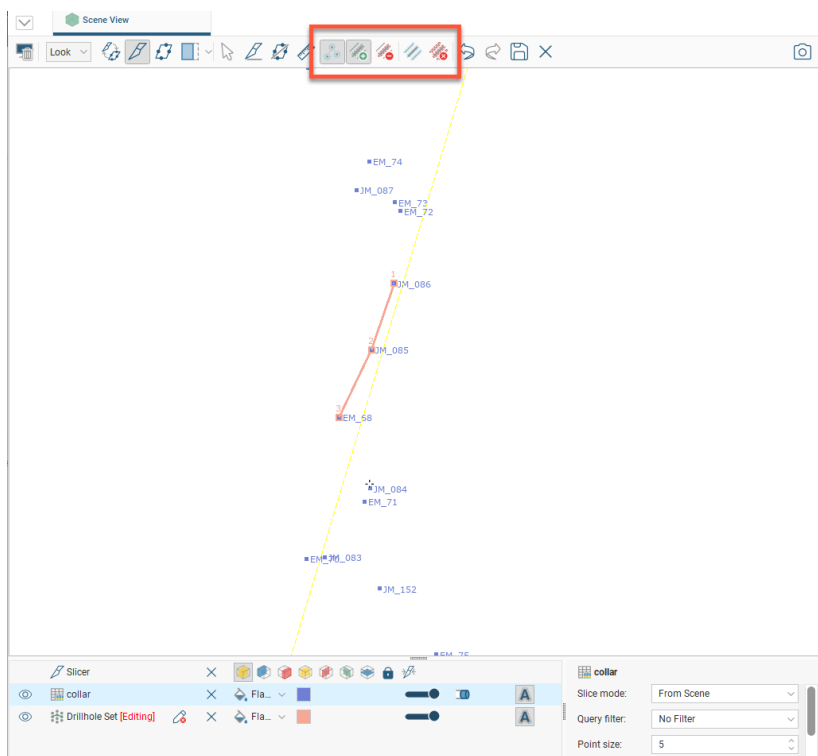 Scene View
Look
EM_74
JM_087
EM_73
EM_72
1
JM_086
2
JM_085
3
EM_58
JM_084
EM_71
JM_083
JM_152
EM_75
Slicer
collar
collar
Fla...
Slice mode:
From Scene
Drillhole Set [Editing]
Fla...
Query filter:
No Filter
Point size:
5